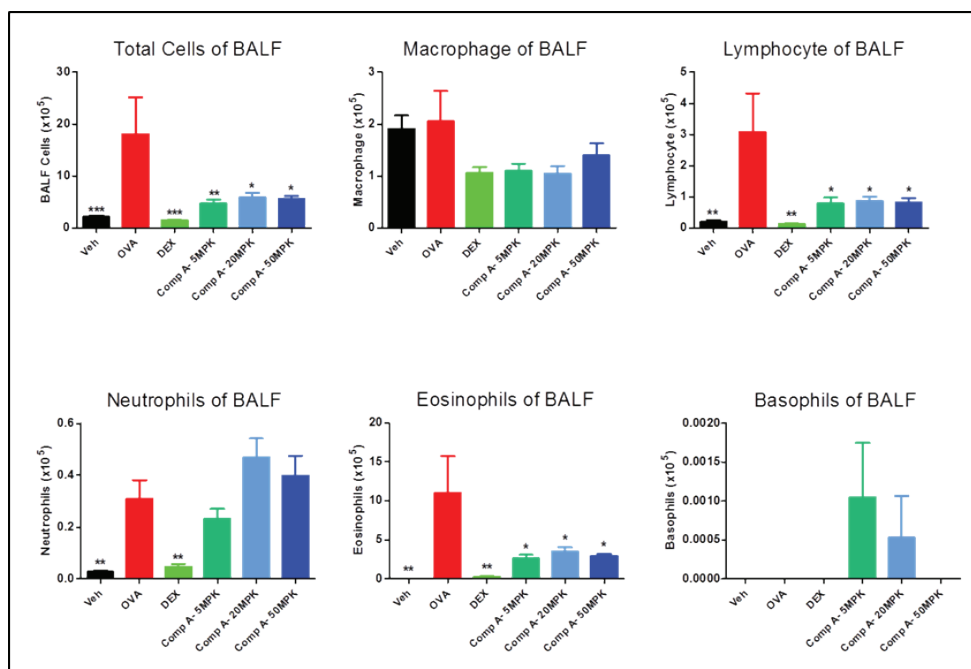 Total Cells of BALF
BALF Cells (x10^5)
30
20
10
0
***
***
**
*
*
Veh
OVA
DEX
Comp A- 5MPK
Comp A- 20MPK
Comp A- 50MPK
Macrophage of BALF
Macrophage (x10^5)
3
2
1
0
Veh
OVA
DEX
Comp A- 5MPK
Comp A- 20MPK
Comp A- 50MPK
Lymphocyte of BALF
Lymphocyte (x10^5)
5
4
3
2
1
0
**
**
*
*
*
Veh
OVA
DEX
Comp A- 5MPK
Comp A- 20MPK
Comp A- 50MPK
Neutrophils of BALF
Neutrophils (x10^5)
0.6
0.4
0.2
0.0
**
**
Veh
OVA
DEX
Comp A- 5MPK
Comp A- 20MPK
Comp A- 50MPK
Eosinophils of BALF
Eosinophils (x10^5)
20
15
10
5
0
**
**
*
*
*
Veh
OVA
DEX
Comp A- 5MPK
Comp A- 20MPK
Comp A- 50MPK
Basophils of BALF
Basophils (x10^5)
0.0020
0.0015
0.0010
0.0005
0.0000
Veh
OVA
DEX
Comp A- 5MPK
Comp A- 20MPK
Comp A- 50MPK